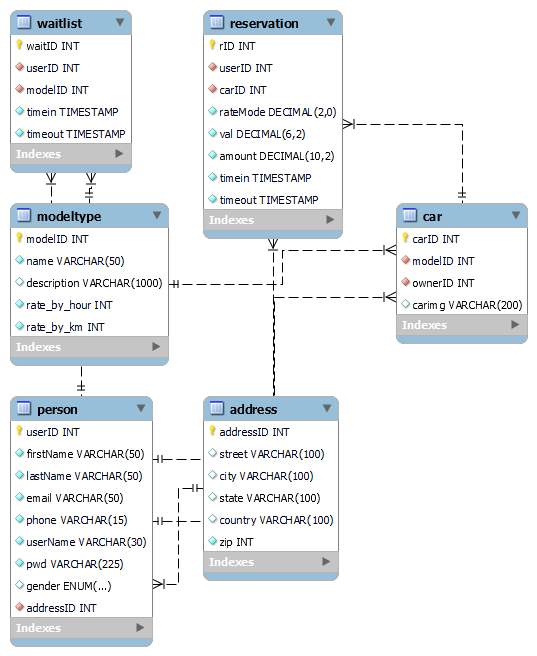 waitlist
waitID INT
userID INT
modelID INT
timein TIMESTAMP
timeout TIMESTAMP
Indexes
reservation
rID INT
userID INT
carID INT
rateMode DECIMAL(2,0)
val DECIMAL(6,2)
amount DECIMAL(10,2)
timein TIMESTAMP
timeout TIMESTAMP
Indexes
modeltype
modelID INT
name VARCHAR(50)
description VARCHAR(1000)
rate_by_hour INT
rate_by_km INT
Indexes
car
carID INT
modelID INT
ownerID INT
carimg VARCHAR(200)
Indexes
person
userID INT
firstName VARCHAR(50)
lastName VARCHAR(50)
email VARCHAR(50)
phone VARCHAR(15)
userName VARCHAR(30)
pwd VARCHAR(225)
gender ENUM(...)
addressID INT
Indexes
address
addressID INT
street VARCHAR(100)
city VARCHAR(100)
state VARCHAR(100)
country VARCHAR(100)
zip INT
Indexes